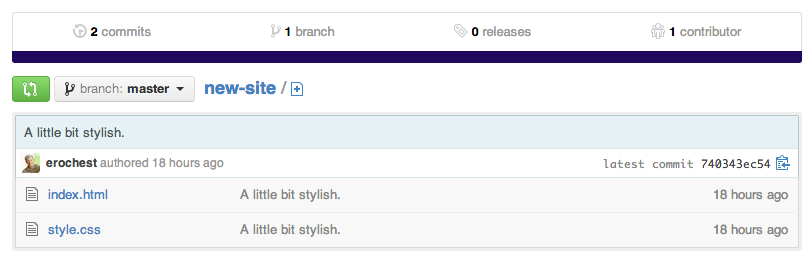 2 commits 1 branch 0 releases 1 contributor
branch: master new-site /
A little bit stylish.
erochest authored 18 hours ago latest commit 740343ec54
index.html A little bit stylish. 18 hours ago
style.css A little bit stylish. 18 hours ago